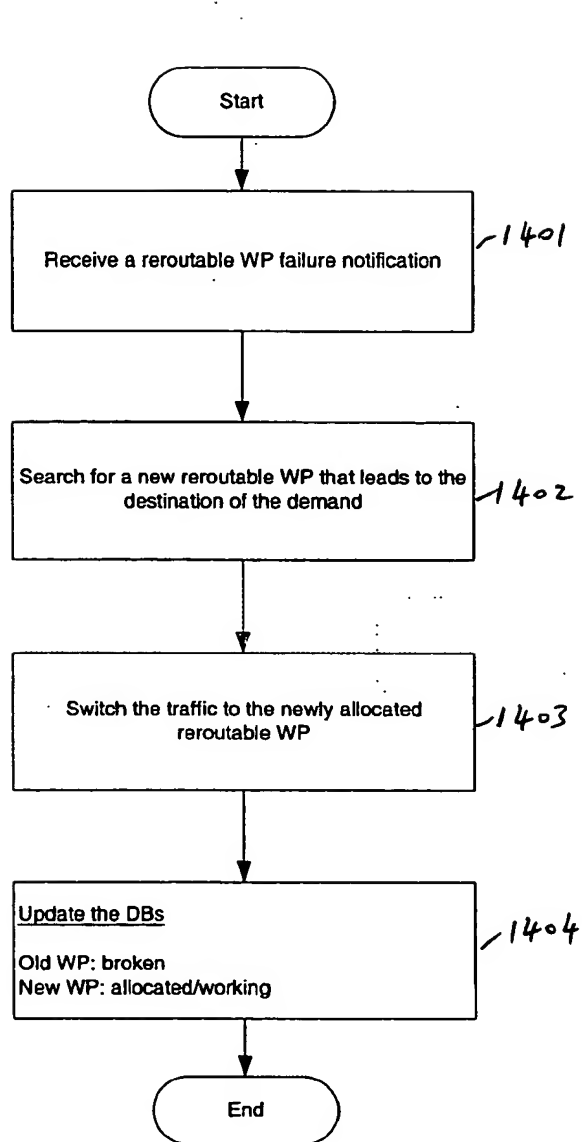 Start
Receive a reroutable WP failure notification
1401
Search for a new reroutable WP that leads to the
destination of the demand
1402
Switch the traffic to the newly allocated
reroutable WP
1403
Update the DBs
Old WP: broken
New WP: allocated/working
1404
End